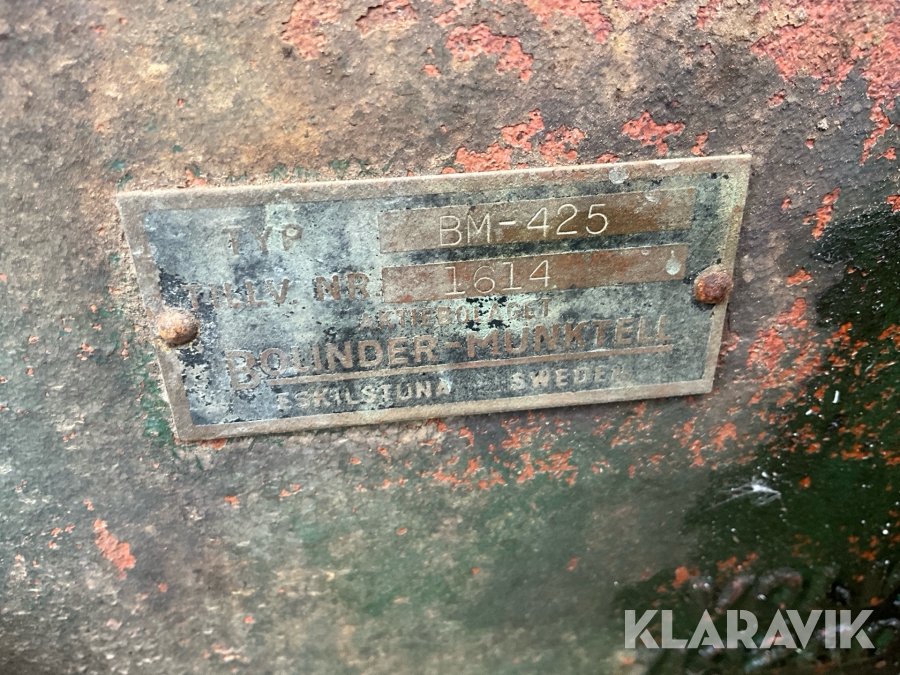 TYP BM-425
TILLV. NR. 1614
AKTIEBOLAGET
BOLINDER-MUNKTELL
ESKILSTUNA - SWEDEN
KLARAVIK